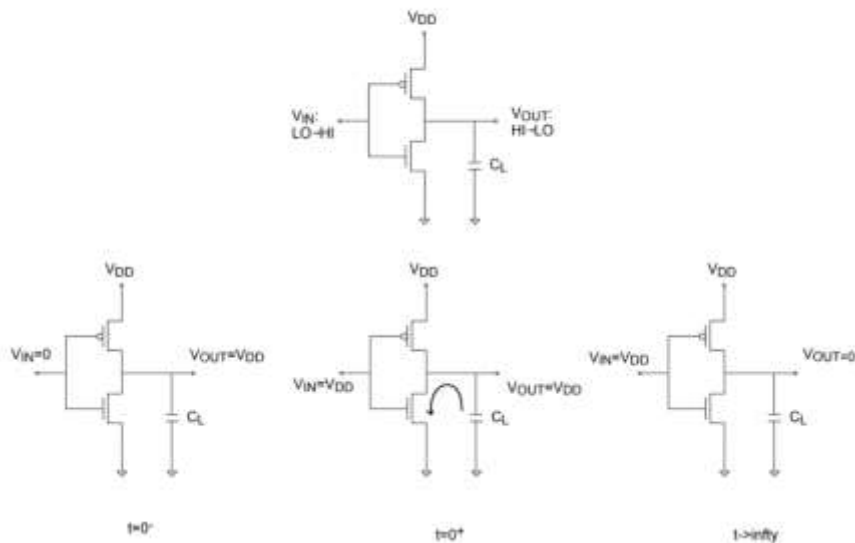 VDD
VIN:
LO→HI
VOUT:
HI→LO
CL
VDD
VIN=0
VOUT=VDD
CL
VDD
VIN=VDD
VOUT=VDD
CL
VDD
VIN=VDD
VOUT=0
CL
t=0-
t=0+
t->infty